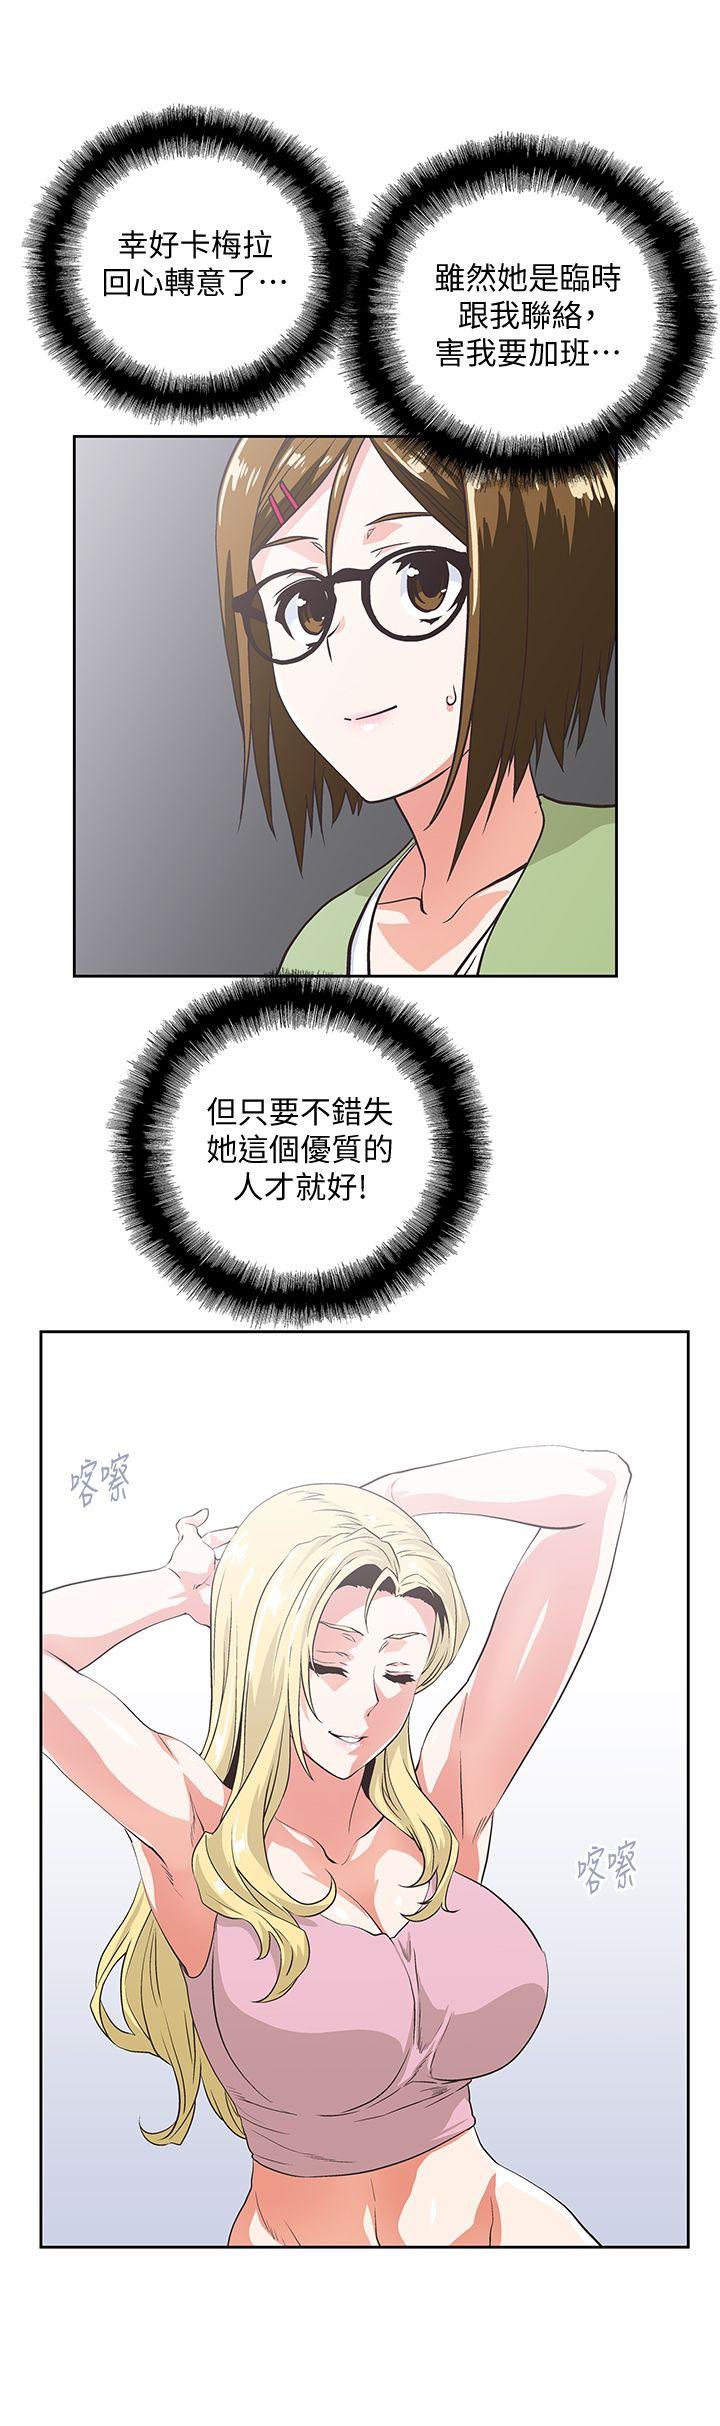 幸好卡梅拉
回心轉意了…
雖然她是臨時
跟我聯絡，
害我要加班…
但只要不錯失
她這個優質的
人才就好！
喀嚓
喀嚓